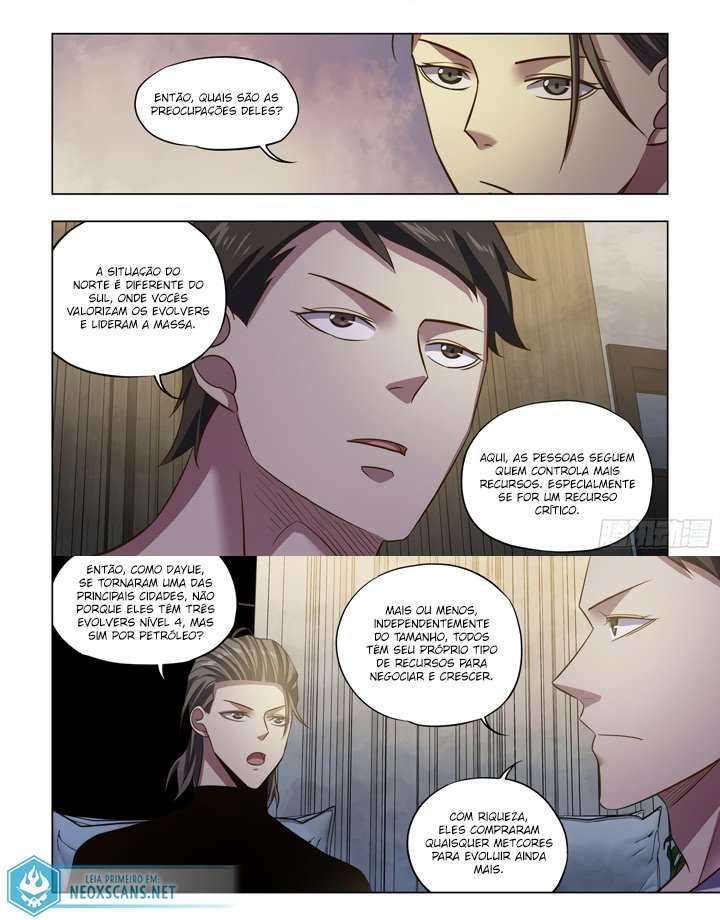 ENTÃO, QUAIS SÃO AS
PREOCUPAÇÕES DELES?
A SITUAÇÃO DO
NORTE É DIFERENTE DO
SUL, ONDE VOCÊS
VALORIZAM OS EVOLVERS
E LIDERAM A MASSA.
AQUI, AS PESSOAS SEGUEM
QUEM CONTROLA MAIS
RECURSOS. ESPECIALMENTE
SE FOR UM RECURSO
CRÍTICO.
腾讯动漫
ENTÃO, COMO DAYUE,
SE TORNARAM UMA DAS
PRINCIPAIS CIDADES, NÃO
PORQUE ELES TÊM TRÊS
EVOLVERS NÍVEL 4, MAS
SIM POR PETRÓLEO?
MAIS OU MENOS,
INDEPENDENTEMENTE
DO TAMANHO, TODOS
TÊM SEU PRÓPRIO TIPO
DE RECURSOS PARA
NEGOCIAR E CRESCER.
COM RIQUEZA,
ELES COMPRARAM
QUAISQUER METCORES
PARA EVOLUIR AINDA
MAIS.
LEIA PRIMEIRO EM:
NEOXSCANS.NET